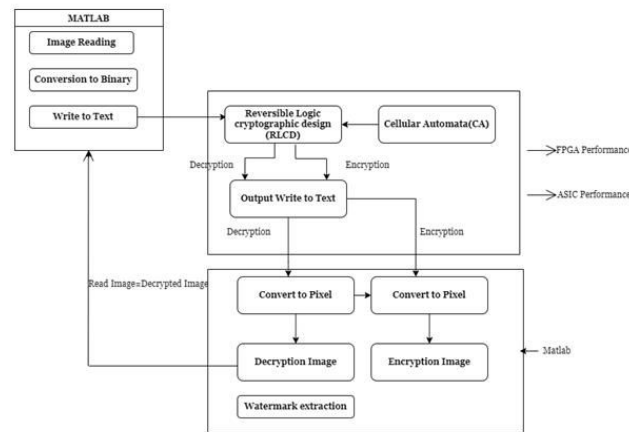 MATLAB
Image Reading
Conversion to Binary
Write to Text
Reversible Logic
cryptographic design
(RLCD)
Cellular Automata(CA)
Decryption
Encryption
FPGA Performance
Output Write to Text
ASIC Performance
Decryption
Encryption
Read Image=Decrypted Image
Convert to Pixel
Convert to Pixel
Decryption Image
Encryption Image
Matlab
Watermark extraction